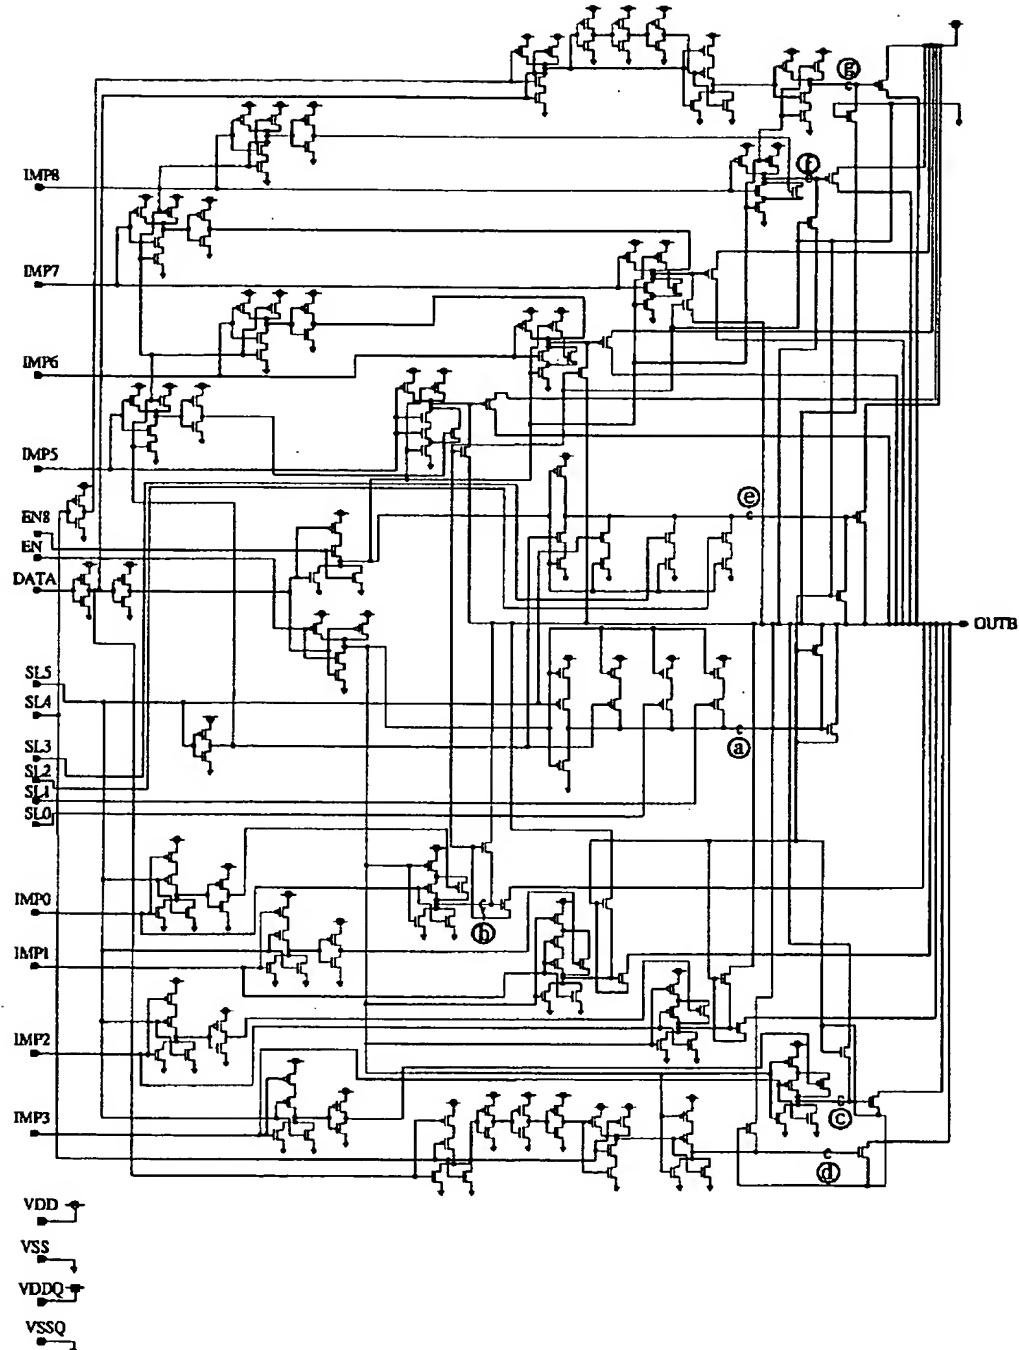 ⓖ
IMP8
ⓕ
IMP7
IMP6
IMP5
ⓔ
EN8
EN
DATA
OUTB
SL5
SL4
SL3
SL2
SL1
SL0
ⓐ
IMP0
ⓑ
IMP1
IMP2
IMP3
ⓒ
ⓓ
VDD
VSS
VDDQ
VSSQ